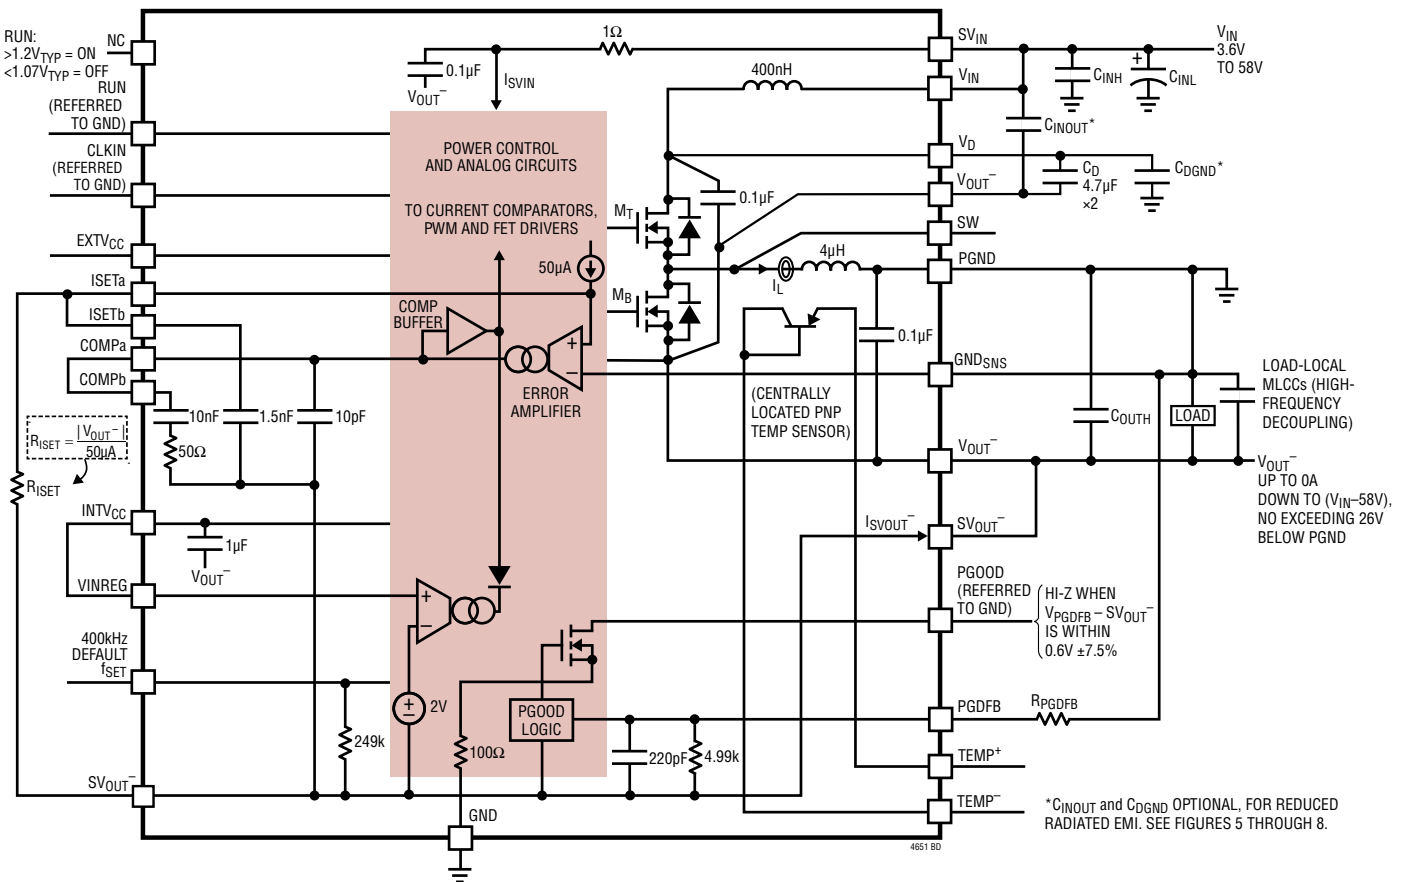 RUN:
>1.2VTYP = ON
<1.07VTYP = OFF
NC
RUN
(REFERRED
TO GND)
CLKIN
(REFERRED
TO GND)
EXTVCC
ISETa
ISETb
COMPa
COMPb
10nF
1.5nF
10pF
50Ω
RISET = |VOUT–|
50µA
RISET
INTVCC
1µF
VOUT–
VINREG
400kHz
DEFAULT
fSET
249k
SVOUT–
1Ω
0.1µF
VOUT–
ISVIN
POWER CONTROL
AND ANALOG CIRCUITS
TO CURRENT COMPARATORS,
PWM AND FET DRIVERS
50µA
COMP
BUFFER
+
–
ERROR
AMPLIFIER
+
–
+
–
2V
100Ω
PGOOD
LOGIC
GND
220pF
4.99k
400nH
MT
MB
0.1µF
4µH
IL
0.1µF
(CENTRALLY
LOCATED PNP
TEMP SENSOR)
ISVOUT–
SVIN
VIN
VD
VOUT–
SW
PGND
GNDSNS
VOUT–
SVOUT–
PGOOD
(REFERRED
TO GND)
HI-Z WHEN
VPGDFB – SVOUT–
IS WITHIN
0.6V ±7.5%
PGDFB
RPGDFB
TEMP+
TEMP–
VIN
3.6V
TO 58V
CINH
+
CINL
CINOUT*
CD
4.7µF
×2
CDGND*
COUTH
LOAD
LOAD-LOCAL
MLCCs (HIGH-
FREQUENCY
DECOUPLING)
VOUT–
UP TO 0A
DOWN TO (VIN–58V),
NO EXCEEDING 26V
BELOW PGND
*CINOUT and CDGND OPTIONAL, FOR REDUCED
RADIATED EMI. SEE FIGURES 5 THROUGH 8.
4651 BD